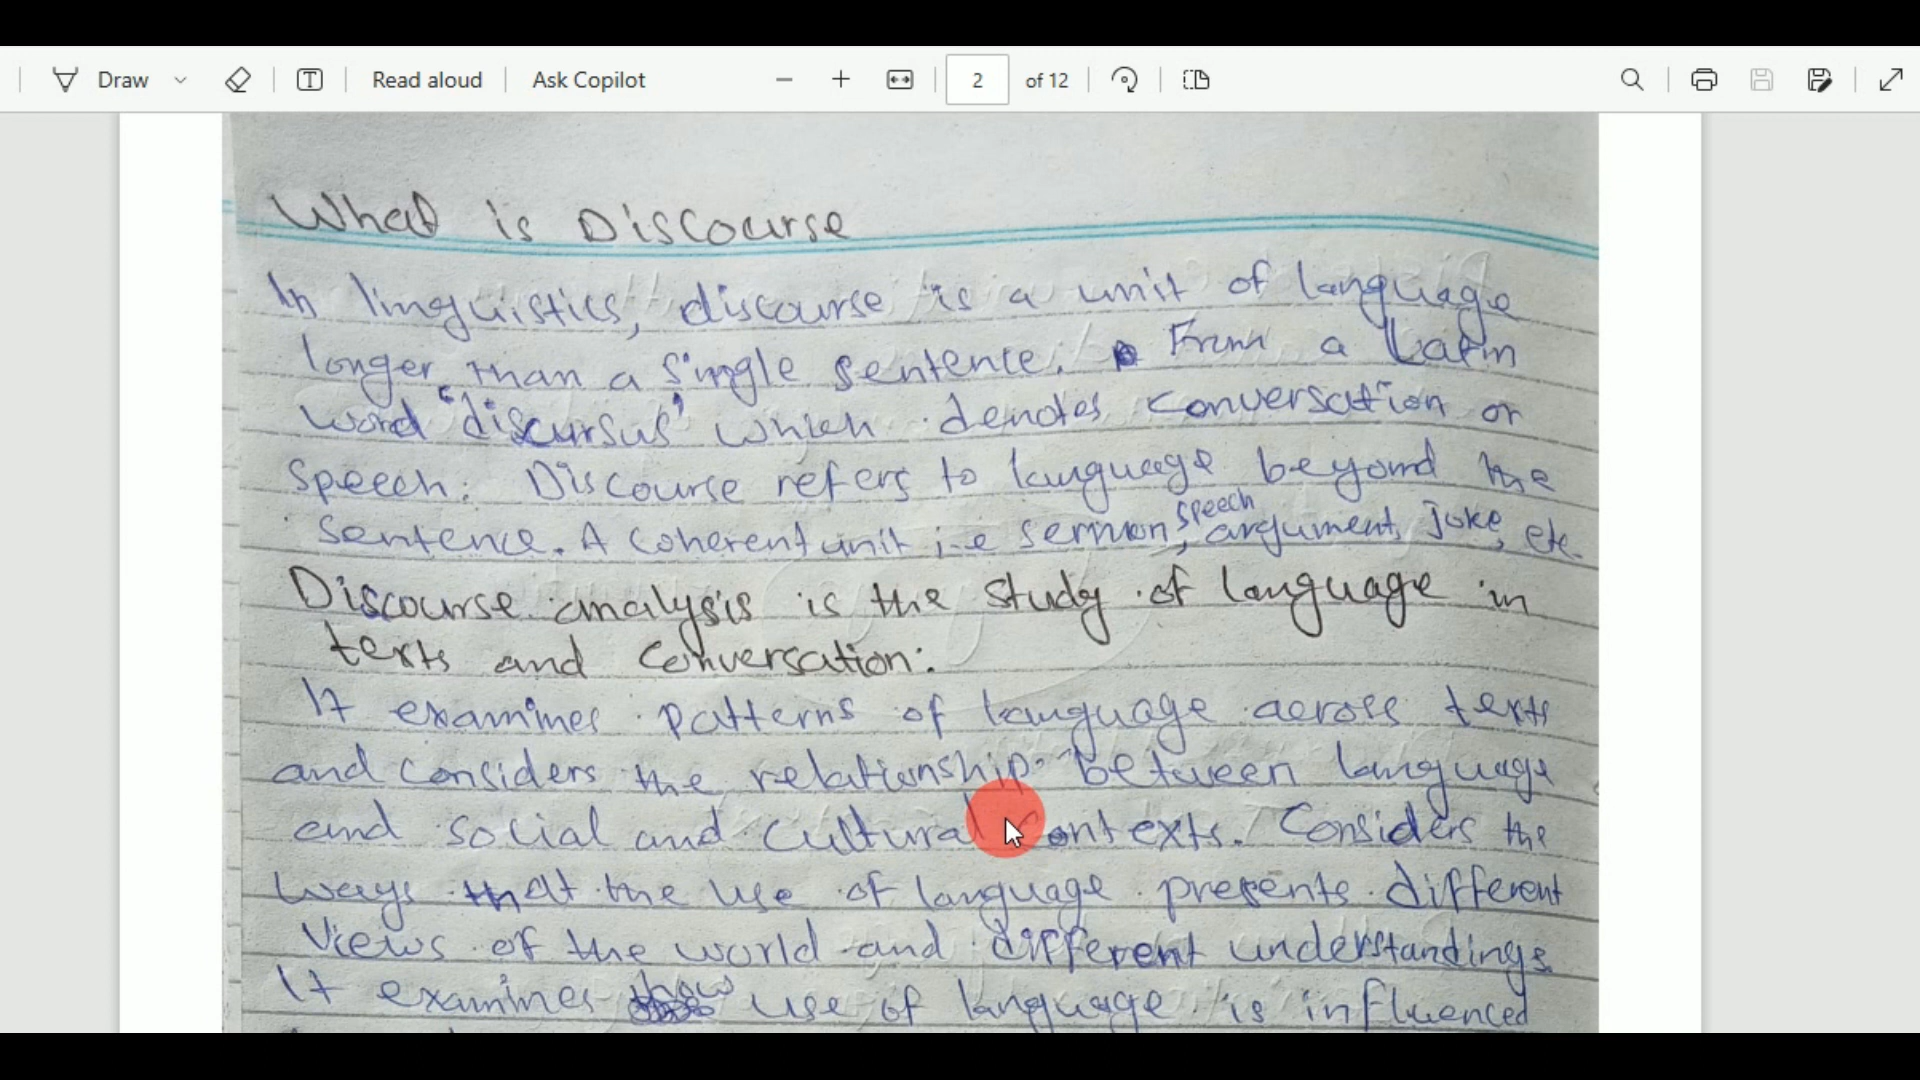 Draw
Read aloud
Ask Copilot
2 of 12
What is Discourse
In linguistics, discourse is a unit of language
longer than a single sentence. From a Latin
word "discursus" which denotes conversation or
speech. Discourse refers to language beyond the
sentence. A coherent unit i-e sermon, speech, argument, Joke, etc.
Discourse analysis is the study of language in
texts and conversation:
It examines patterns of language across texts
and considers the relationship between language
and social and cultural contexts. Considers the
ways that the use of language presents different
views of the world and different understandings.
It examines how use of language is influenced